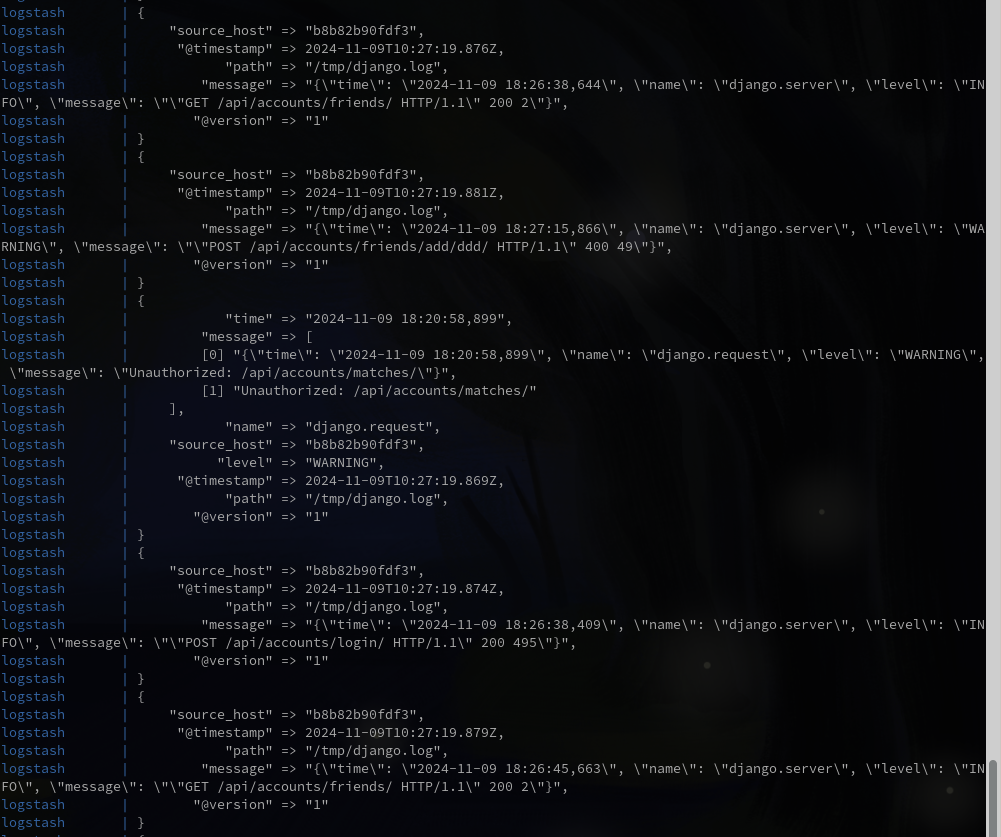 logstash | {
logstash | "source_host" => "b8b82b90fdf3",
logstash | "@timestamp" => 2024-11-09T10:27:19.876Z,
logstash | "path" => "/tmp/django.log",
logstash | "message" => "{\"time\": \"2024-11-09 18:26:38,644\", \"name\": \"django.server\", \"level\": \"IN
FO\", \"message\": \"\"GET /api/accounts/friends/ HTTP/1.1\" 200 2\"}",
logstash | "@version" => "1"
logstash | }
logstash | {
logstash | "source_host" => "b8b82b90fdf3",
logstash | "@timestamp" => 2024-11-09T10:27:19.881Z,
logstash | "path" => "/tmp/django.log",
logstash | "message" => "{\"time\": \"2024-11-09 18:27:15,866\", \"name\": \"django.server\", \"level\": \"WA
RNING\", \"message\": \"\"POST /api/accounts/friends/add/ddd/ HTTP/1.1\" 400 49\"}",
logstash | "@version" => "1"
logstash | }
logstash | {
logstash | "time" => "2024-11-09 18:20:58,899",
logstash | "message" => [
logstash | [0] "{\"time\": \"2024-11-09 18:20:58,899\", \"name\": \"django.request\", \"level\": \"WARNING\",
\"message\": \"Unauthorized: /api/accounts/matches/\"}",
logstash | [1] "Unauthorized: /api/accounts/matches/"
logstash | ],
logstash | "name" => "django.request",
logstash | "source_host" => "b8b82b90fdf3",
logstash | "level" => "WARNING",
logstash | "@timestamp" => 2024-11-09T10:27:19.869Z,
logstash | "path" => "/tmp/django.log",
logstash | "@version" => "1"
logstash | }
logstash | {
logstash | "source_host" => "b8b82b90fdf3",
logstash | "@timestamp" => 2024-11-09T10:27:19.874Z,
logstash | "path" => "/tmp/django.log",
logstash | "message" => "{\"time\": \"2024-11-09 18:26:38,409\", \"name\": \"django.server\", \"level\": \"IN
FO\", \"message\": \"\"POST /api/accounts/login/ HTTP/1.1\" 200 495\"}",
logstash | "@version" => "1"
logstash | }
logstash | {
logstash | "source_host" => "b8b82b90fdf3",
logstash | "@timestamp" => 2024-11-09T10:27:19.879Z,
logstash | "path" => "/tmp/django.log",
logstash | "message" => "{\"time\": \"2024-11-09 18:26:45,663\", \"name\": \"django.server\", \"level\": \"IN
FO\", \"message\": \"\"GET /api/accounts/friends/ HTTP/1.1\" 200 2\"}",
logstash | "@version" => "1"
logstash | }